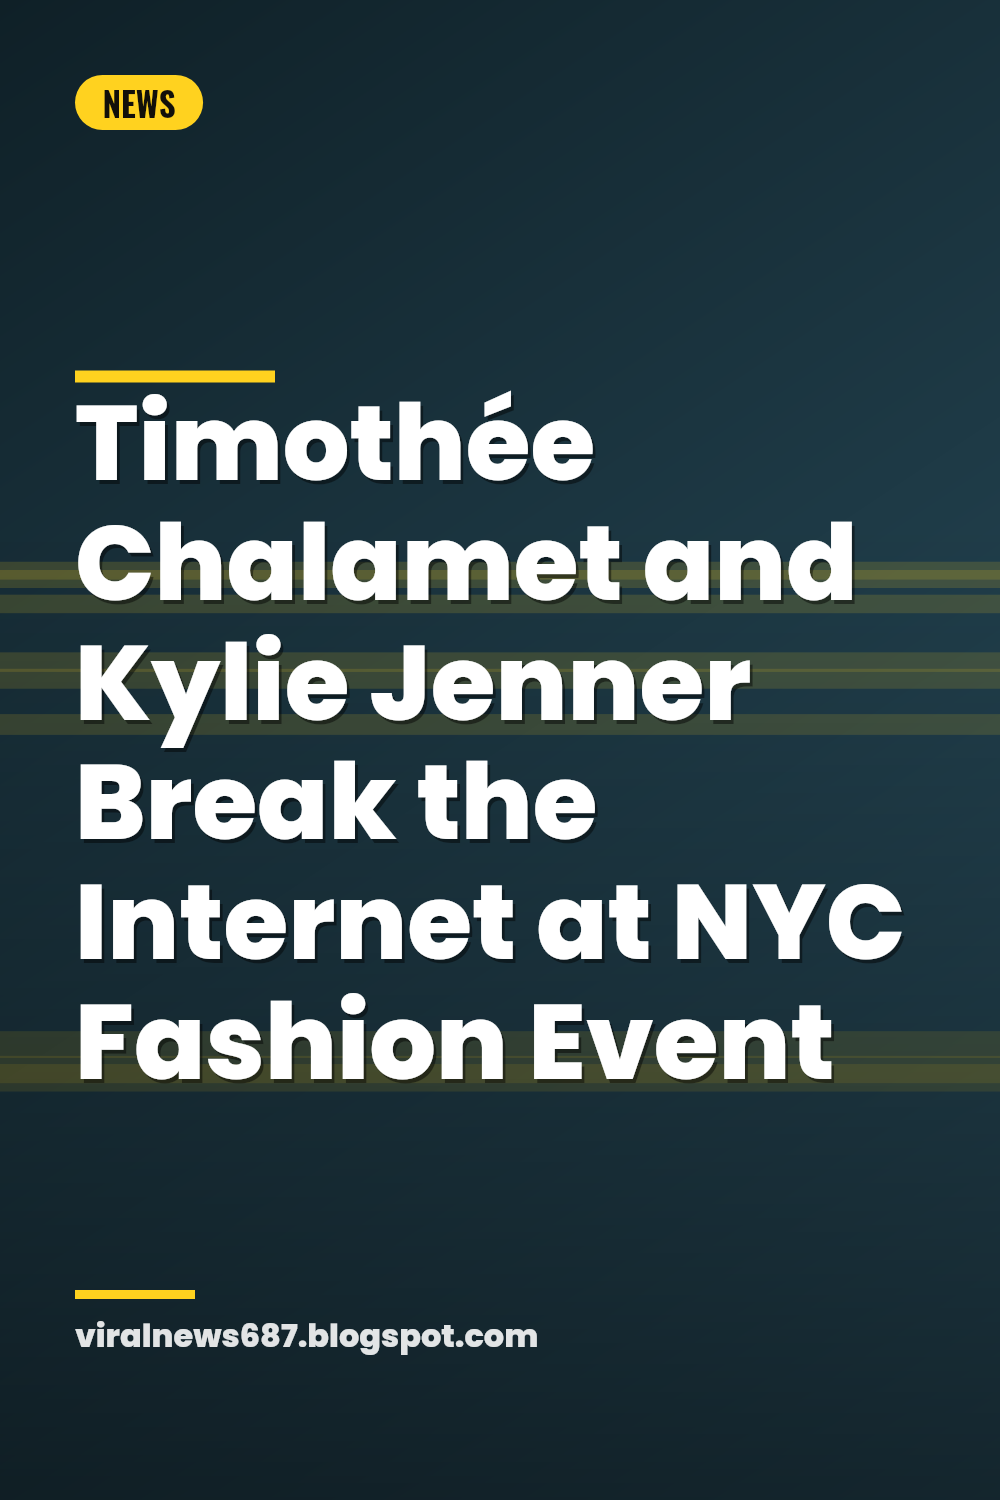 NEWS
Timothée
Chalamet and
Kylie Jenner
Break the
Internet at NYC
Fashion Event
viralnews687.blogspot.com